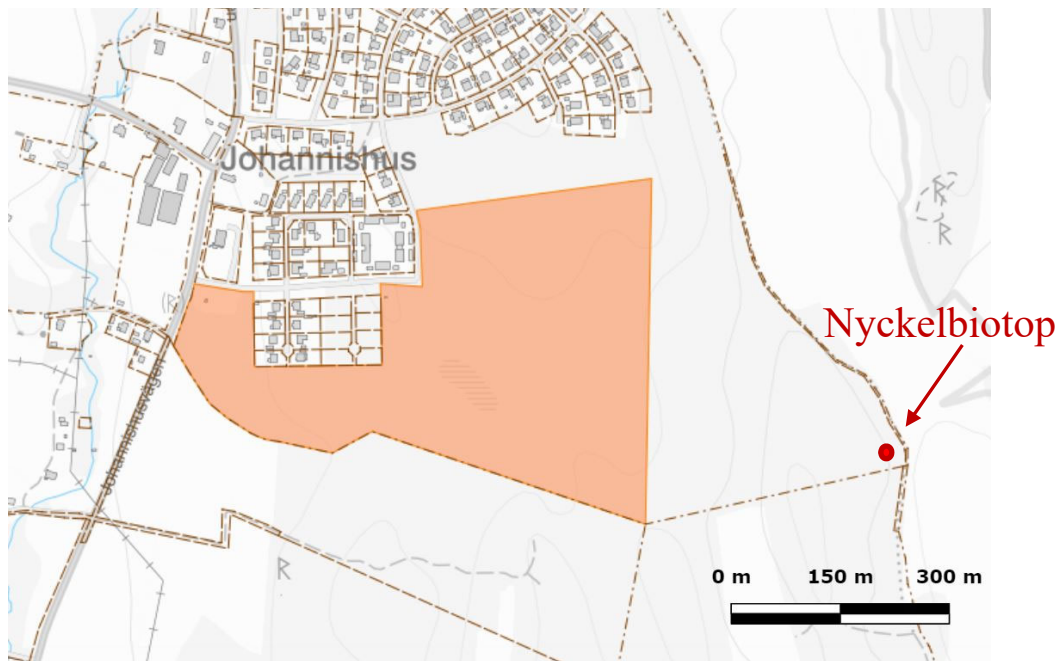 Johannishus
Nyckelbiotop
Johannishusvägen
R
R
(R)
R
0 m 150 m 300 m